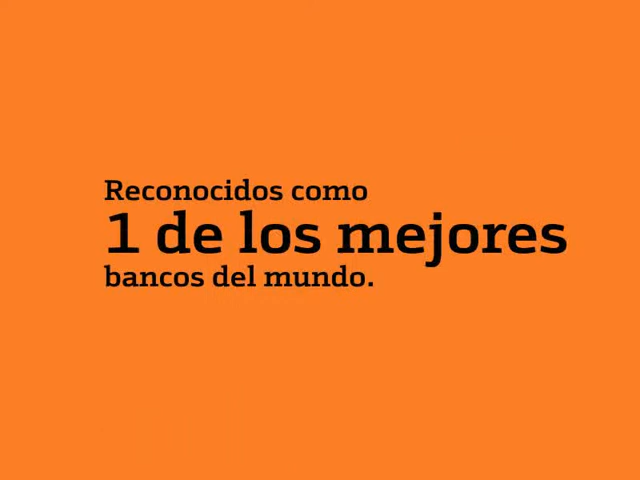 Reconocidos como
1 de los mejores
bancos del mundo.